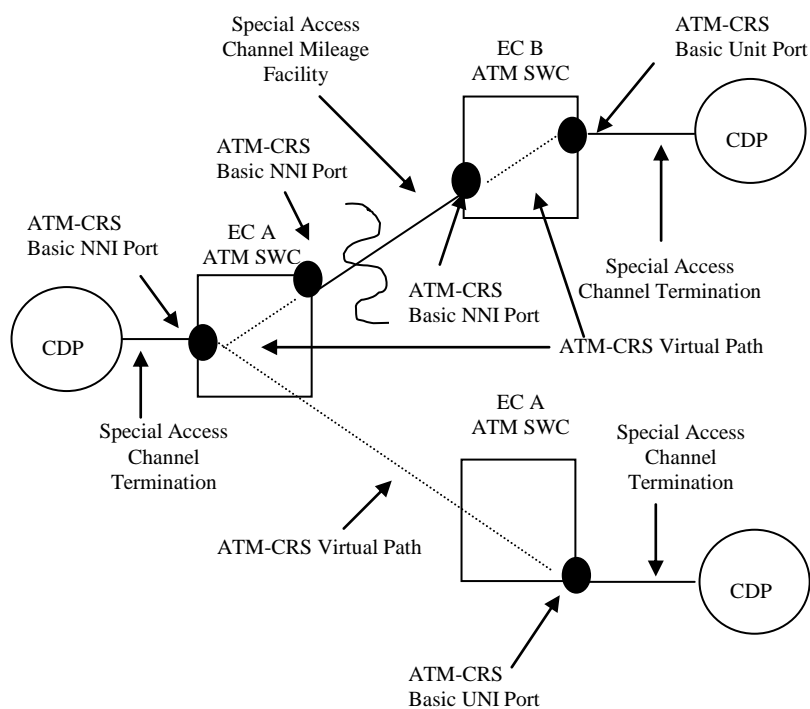 Special Access
Channel Mileage
Facility
EC B
ATM SWC
ATM-CRS
Basic Unit Port
CDP
ATM-CRS
Basic NNI Port
ATM-CRS
Basic NNI Port
EC A
ATM SWC
ATM-CRS
Basic NNI Port
Special Access
Channel Termination
CDP
ATM-CRS Virtual Path
Special Access
Channel
Termination
EC A
ATM SWC
Special Access
Channel
Termination
ATM-CRS Virtual Path
CDP
ATM-CRS
Basic UNI Port